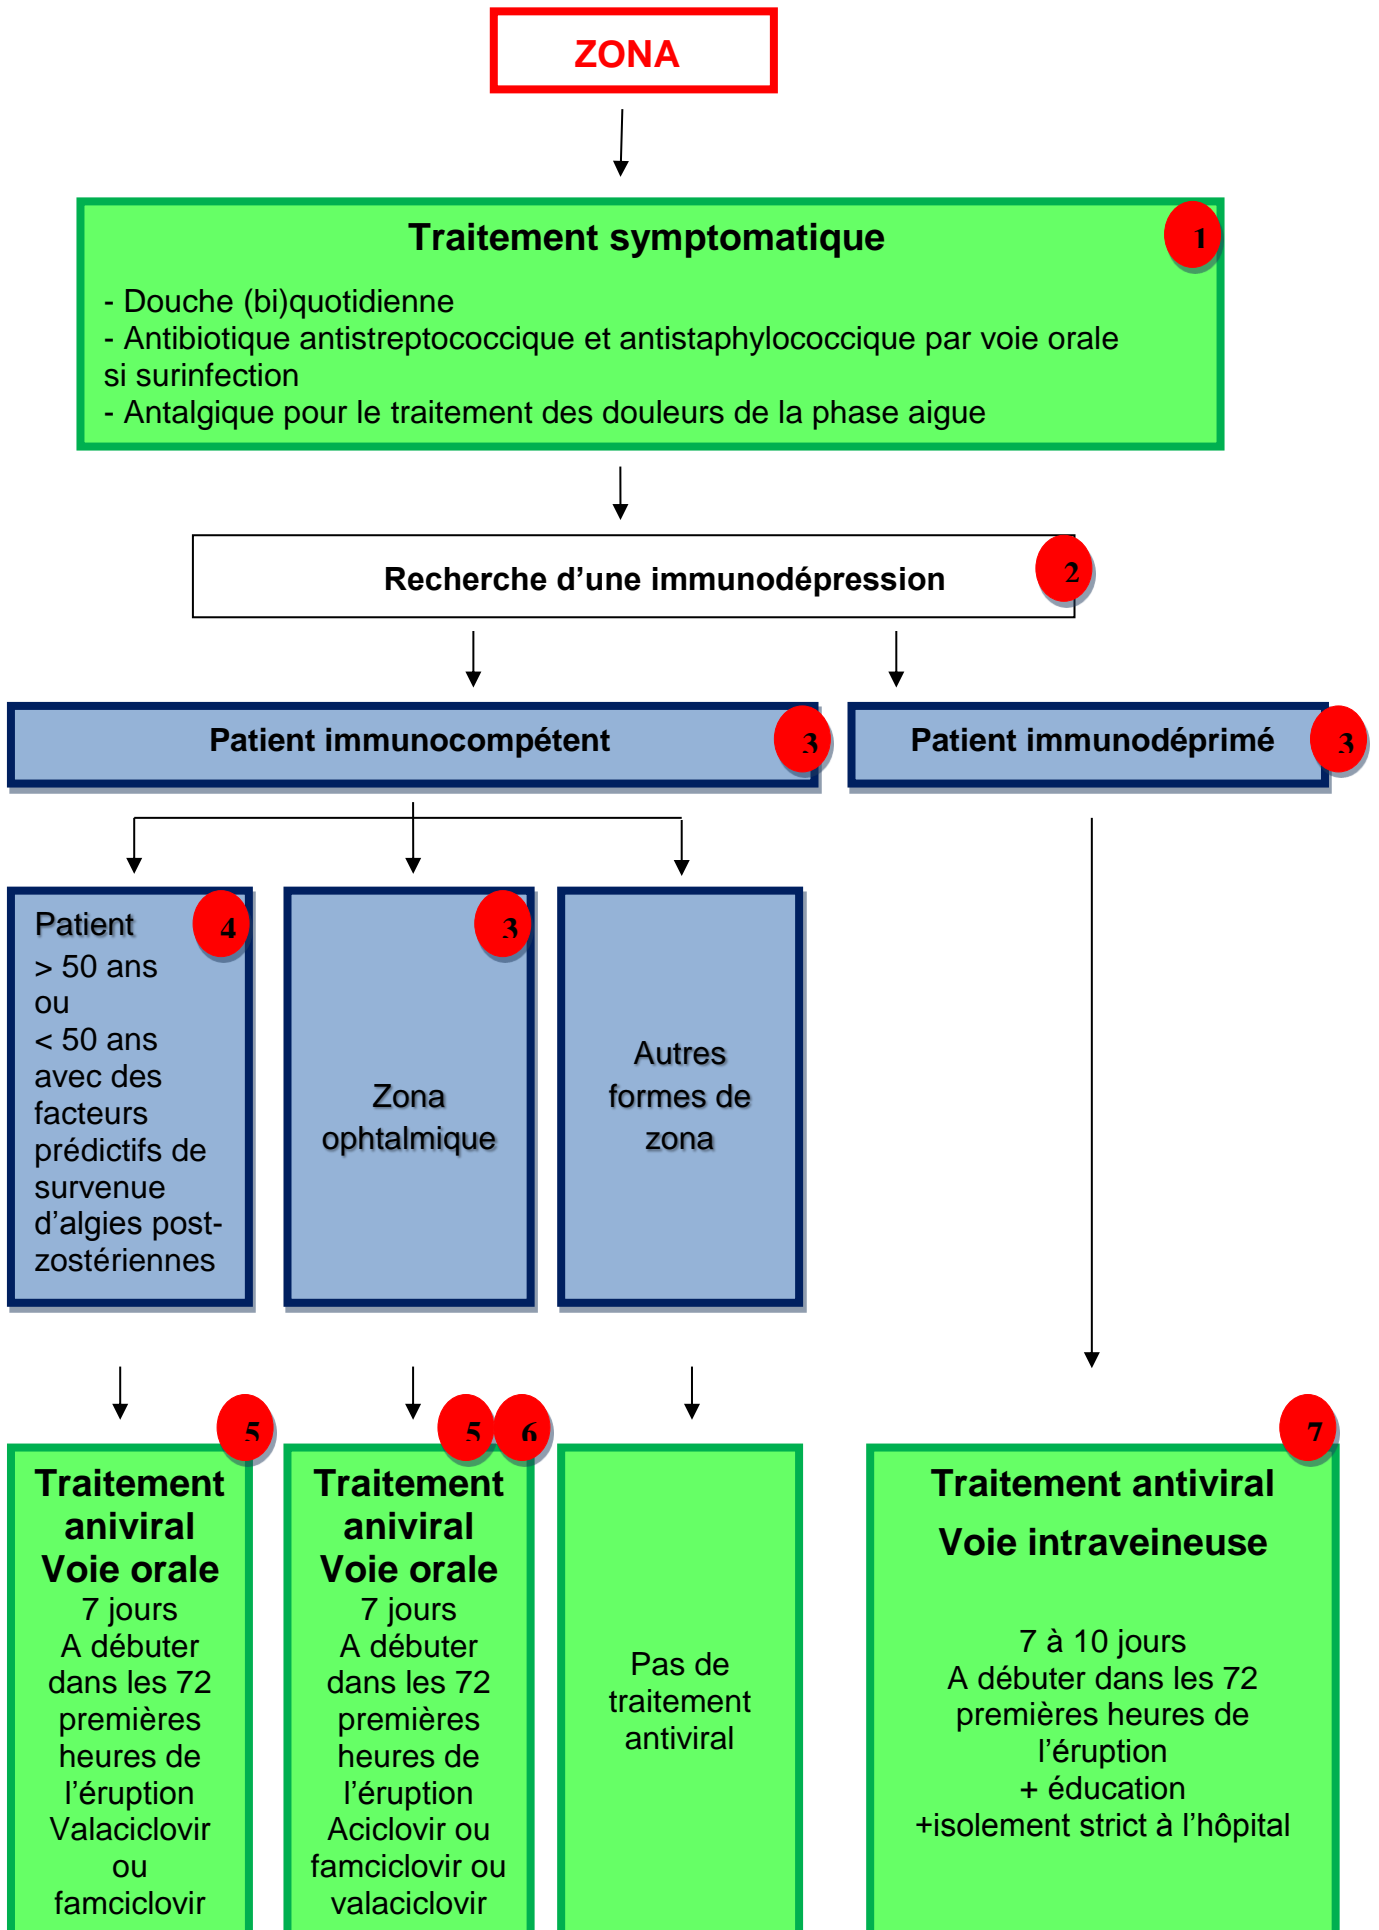 ZONA
Traitement symptomatique
1
- Douche (bi)quotidienne
- Antibiotique antistreptococcique et antistaphylococcique par voie orale
si surinfection
- Antalgique pour le traitement des douleurs de la phase aigue
Recherche d’une immunodépression
2
Patient immunocompétent
3
Patient immunodéprimé
3
Patient
4
> 50 ans
ou
< 50 ans
avec des
facteurs
prédictifs de
survenue
d’algies post-
zostériennes
3
Zona
ophtalmique
Autres
formes de
zona
5
Traitement
aniviral
Voie orale
7 jours
A débuter
dans les 72
premières
heures de
l’éruption
Valaciclovir
ou
famciclovir
5
6
Traitement
aniviral
Voie orale
7 jours
A débuter
dans les 72
premières
heures de
l’éruption
Aciclovir ou
famciclovir ou
valaciclovir
Pas de
traitement
antiviral
7
Traitement antiviral
Voie intraveineuse
7 à 10 jours
A débuter dans les 72
premières heures de
l’éruption
+ éducation
+isolement strict à l’hôpital